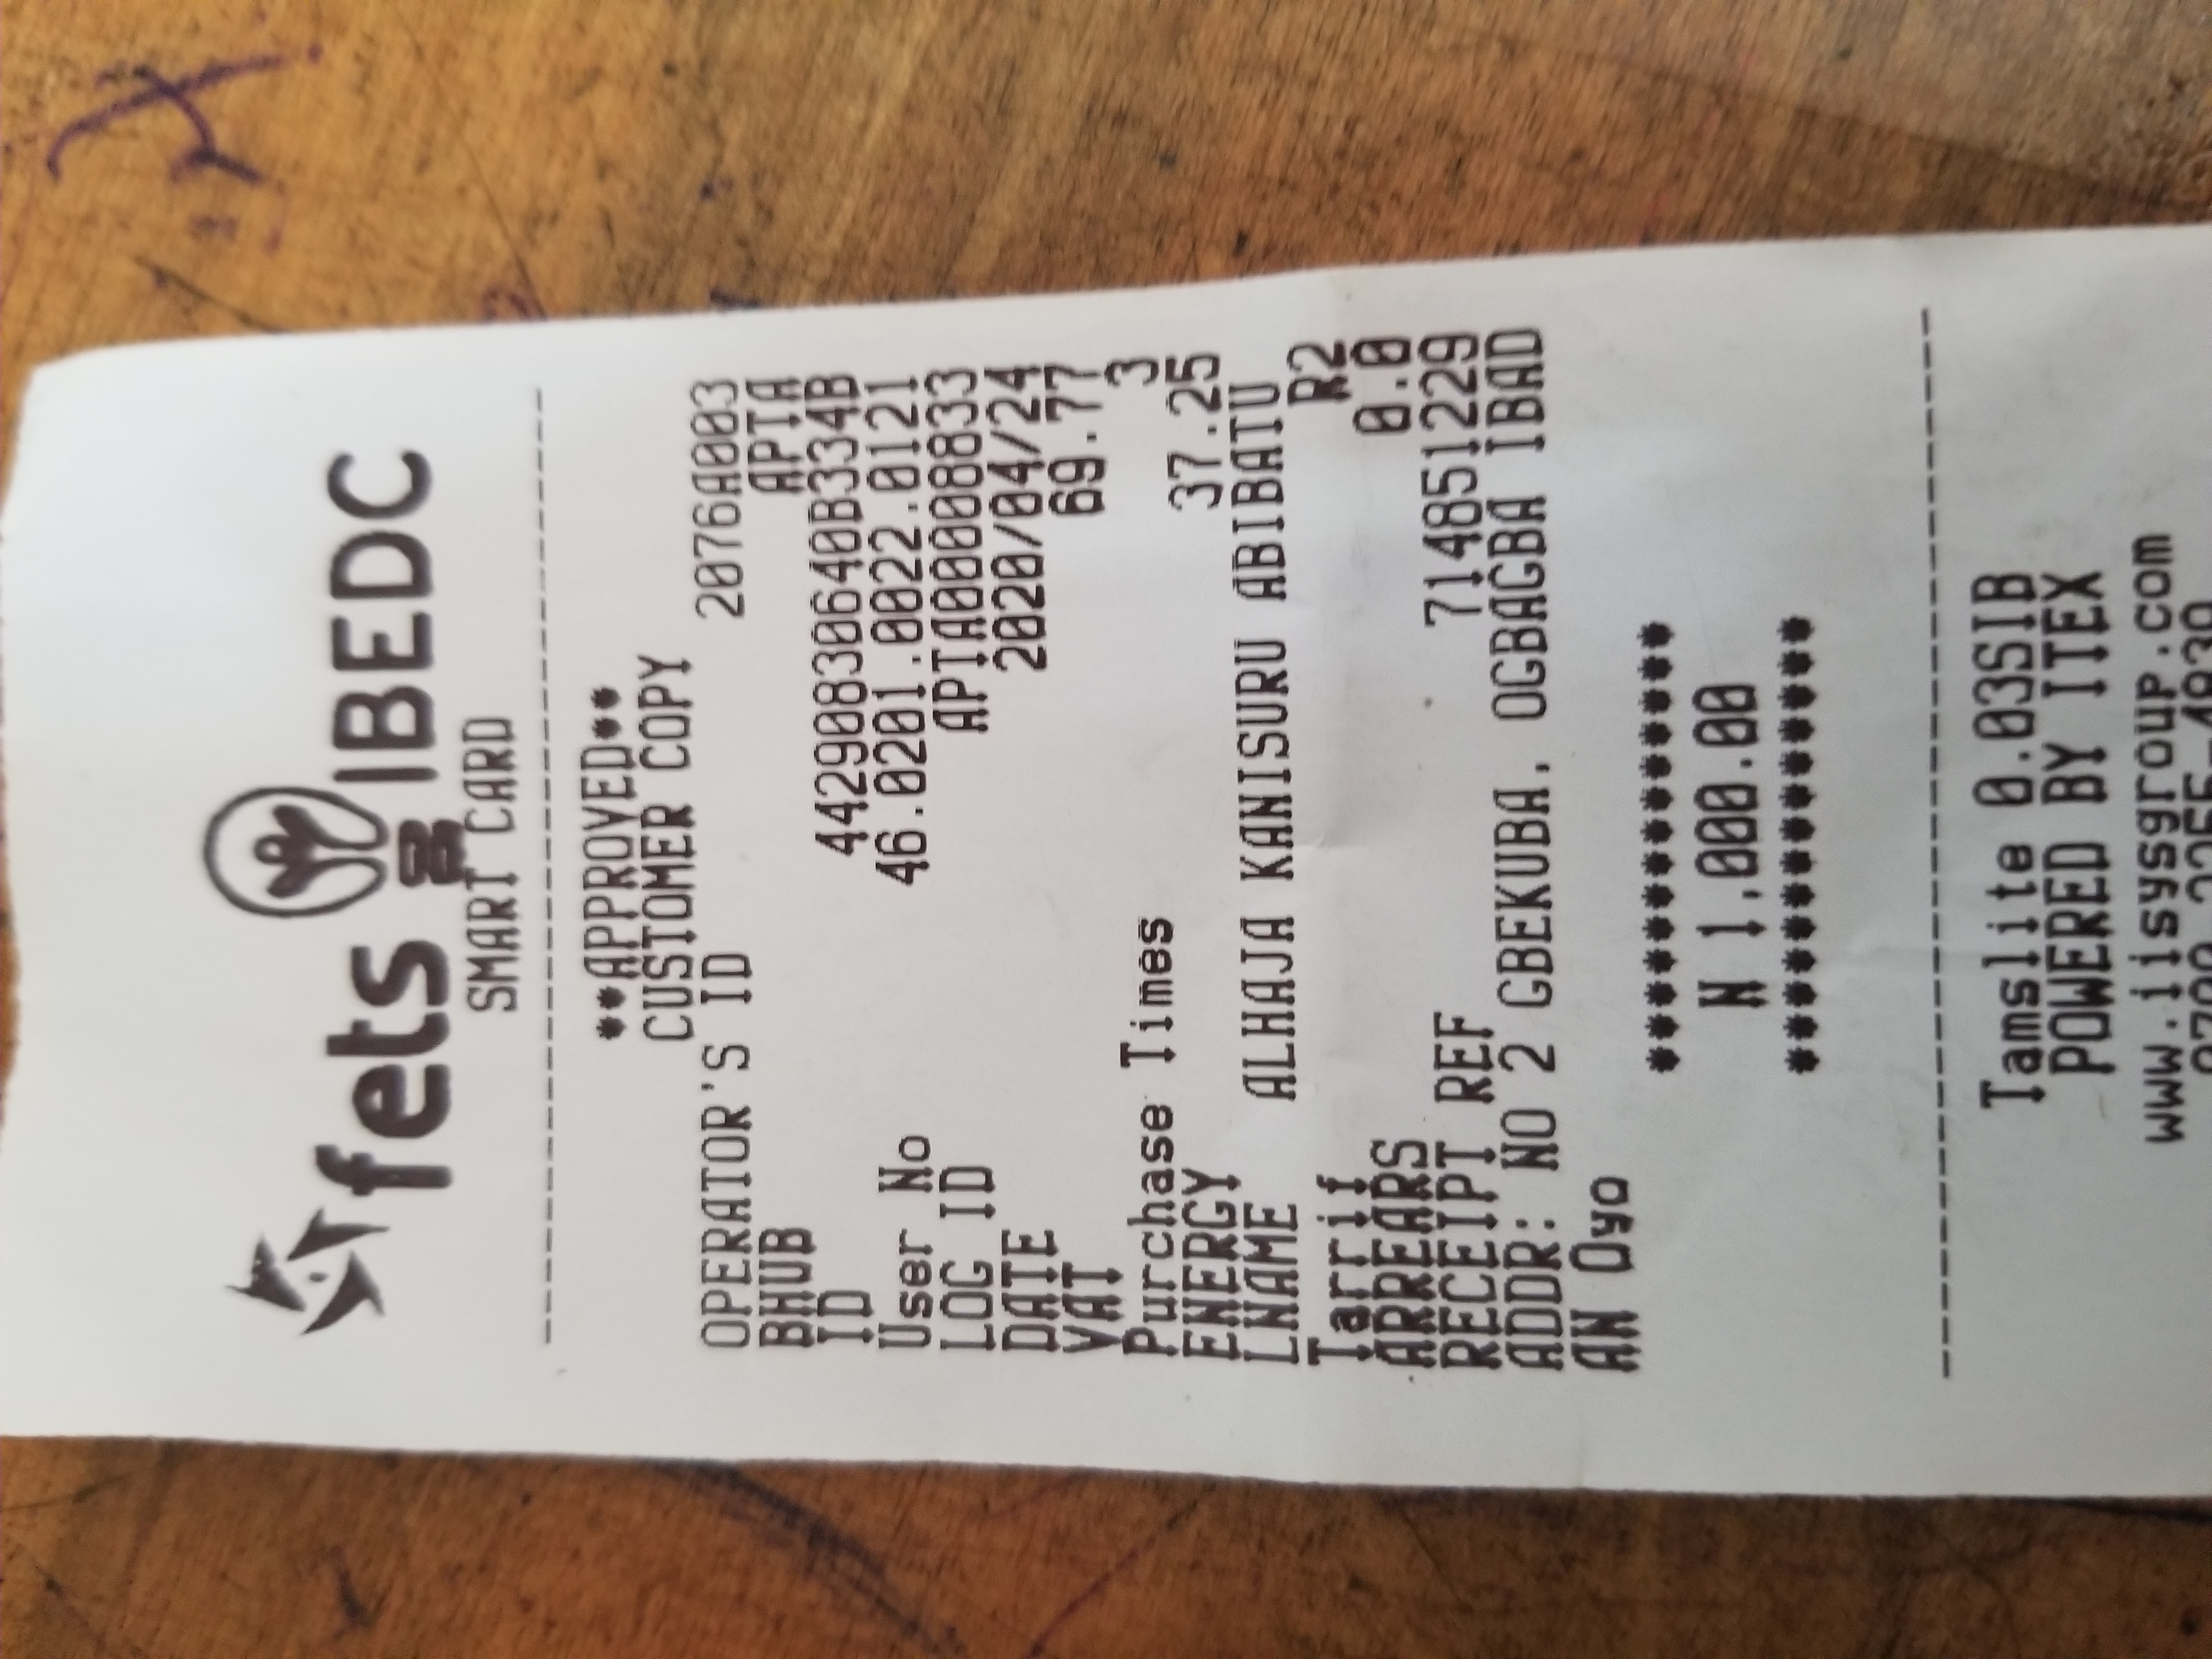 fets IBEDC
SMART CARD
--------------------------------
**APPROVED**
CUSTOMER COPY
OPERATOR'S ID 2076A003
BHUB APTA
ID 44290830640B334B
User No 46.0201.0022.0121
LOG ID APTA00008833
DATE 2020/04/24
VAT 69.77
Purchase Times 3
ENERGY 37.25
LNAME ALHAJA KANISURU ABIBATU
Tarrif R2
ARREARS 0.0
RECEIPT REF 714851229
ADDR: NO 2 GBEKUBA, OGBAGBA IBAD
AN Oyo
**************
N 1,000.00
**************
--------------------------------
Tamslite 0.03SIB
POWERED BY ITEX
www.iisysgroup.com